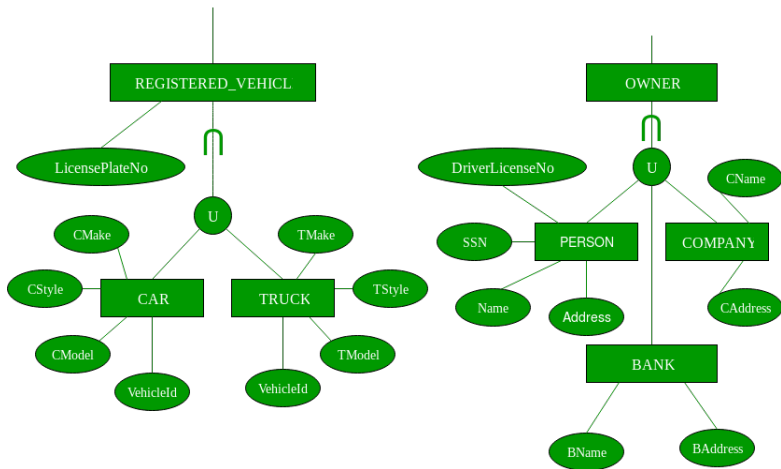 REGISTERED_VEHICL
OWNER
LicensePlateNo
DriverLicenseNo
U
CName
U
CMake
TMake
SSN
PERSON
COMPANY
CStyle
CAR
TRUCK
TStyle
Name
Address
CAddress
CModel
TModel
VehicleId
VehicleId
BANK
BName
BAddress